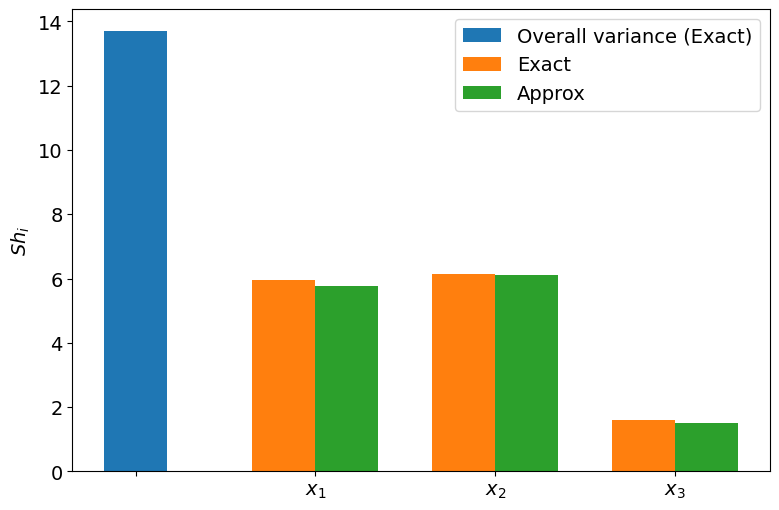 14
12
10
8
6
4
2
0
$Sh_i$
Overall variance (Exact)
Exact
Approx
$x_1$ $x_2$ $x_3$